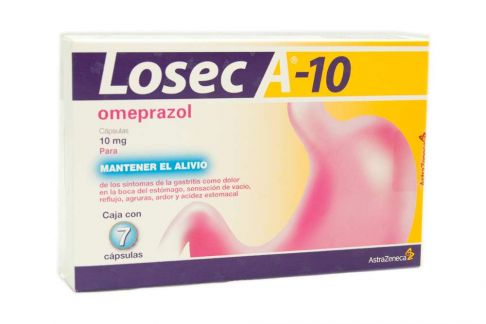 Losec A®-10
omeprazol
Cápsulas
10 mg
Para
MANTENER EL ALIVIO
de los síntomas de la gastritis como dolor
en la boca del estómago, sensación de vacío,
reflujo, agruras, ardor y acidez estomacal
Caja con
7
cápsulas
AstraZeneca
AstraZeneca